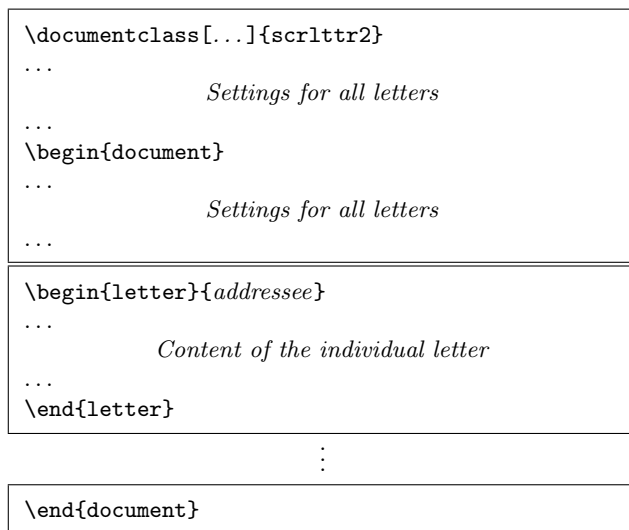 \documentclass[...]{scrlttr2}
...
Settings for all letters
...
\begin{document}
...
Settings for all letters
...
\begin{letter}{addressee}
...
Content of the individual letter
...
\end{letter}
⋮
\end{document}